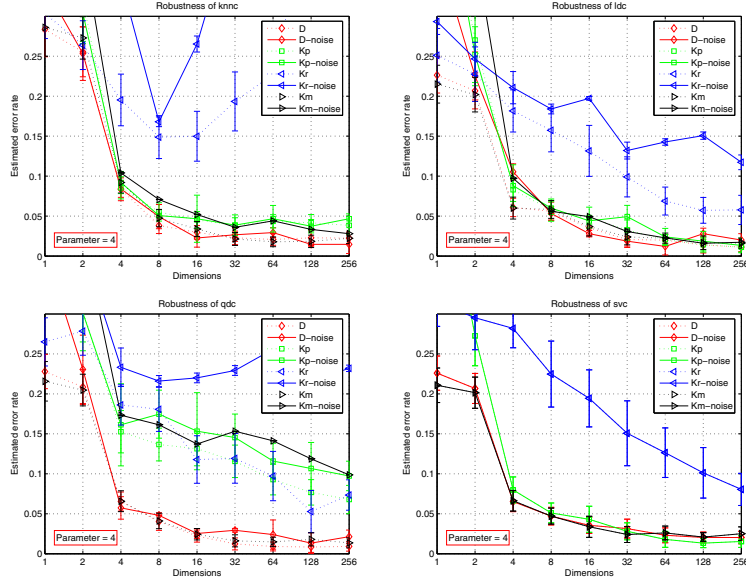 Robustness of knnc
Estimated error rate
0.25
0.2
0.15
0.1
0.05
0
D
D-noise
Kp
Kp-noise
Kr
Kr-noise
Km
Km-noise
Parameter = 4
1 2 4 8 16 32 64 128 256
Dimensions
Robustness of ldc
Estimated error rate
0.25
0.2
0.15
0.1
0.05
0
D
D-noise
Kp
Kp-noise
Kr
Kr-noise
Km
Km-noise
Parameter = 4
1 2 4 8 16 32 64 128 256
Dimensions
Robustness of qdc
Estimated error rate
0.25
0.2
0.15
0.1
0.05
0
D
D-noise
Kp
Kp-noise
Kr
Kr-noise
Km
Km-noise
Parameter = 4
1 2 4 8 16 32 64 128 256
Dimensions
Robustness of svc
Estimated error rate
0.25
0.2
0.15
0.1
0.05
0
D
D-noise
Kp
Kp-noise
Kr
Kr-noise
Km
Km-noise
Parameter = 4
1 2 4 8 16 32 64 128 256
Dimensions